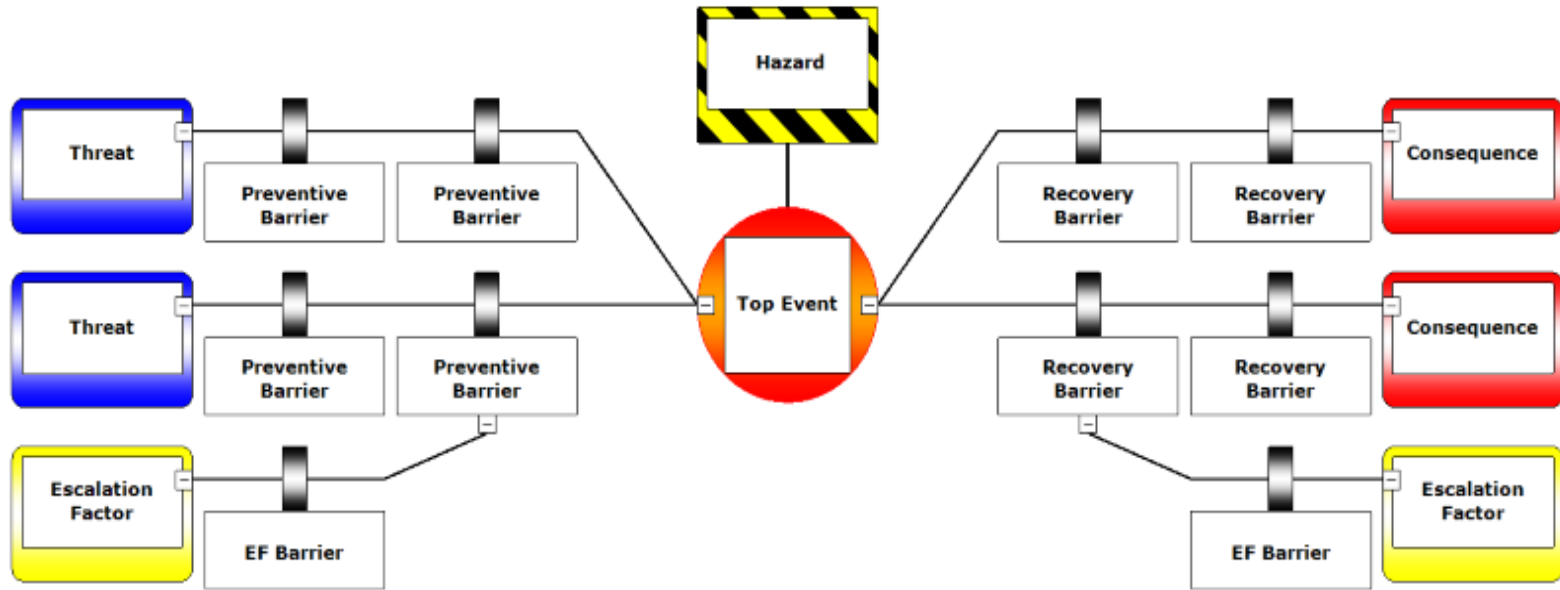 Hazard
Threat
Preventive
Barrier
Preventive
Barrier
Recovery
Barrier
Recovery
Barrier
Consequence
Threat
Preventive
Barrier
Preventive
Barrier
Top Event
Recovery
Barrier
Recovery
Barrier
Consequence
Escalation
Factor
EF Barrier
EF Barrier
Escalation
Factor